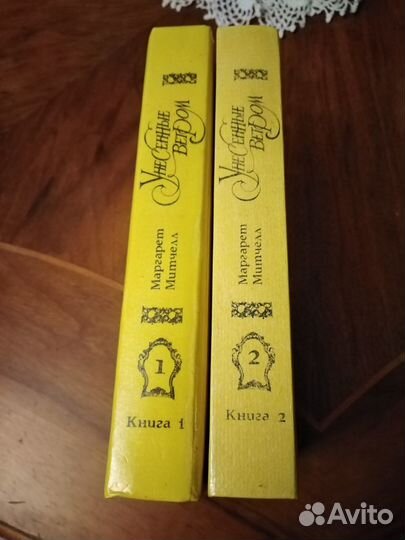 Унесенные
ветром
Маргарет
Митчелл
1
Книга 1
Унесенные
ветром
Маргарет
Митчелл
2
Книга 2
Avito